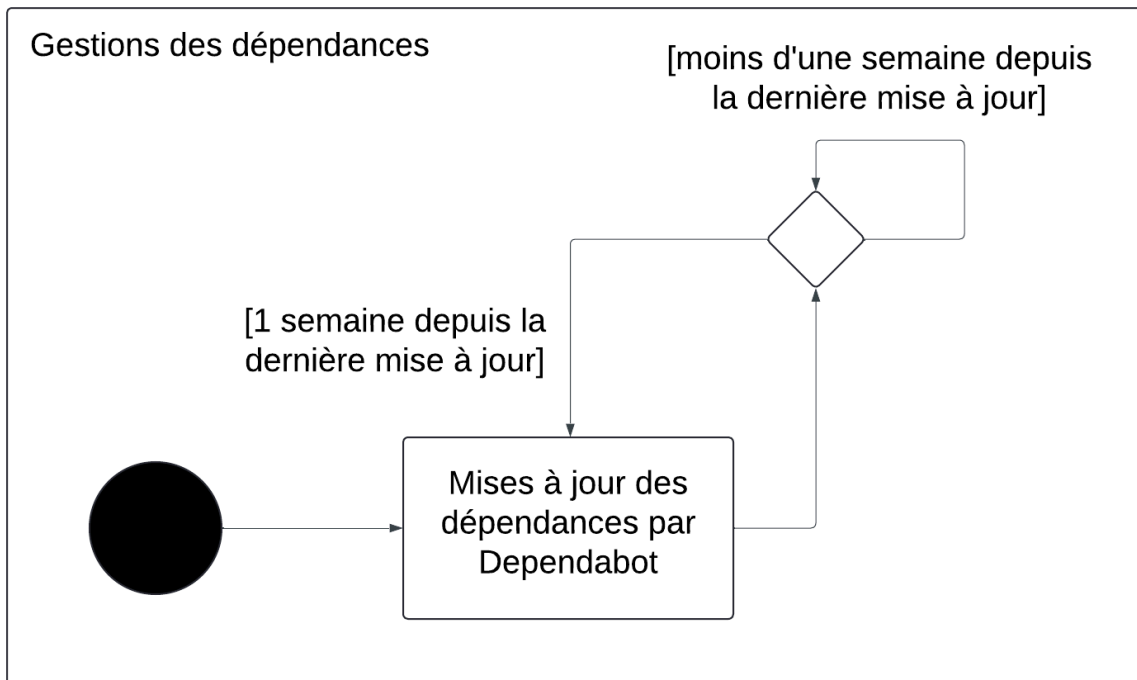 Gestions des dépendances
[moins d'une semaine depuis
la dernière mise à jour]
[1 semaine depuis la
dernière mise à jour]
Mises à jour des
dépendances par
Dependabot